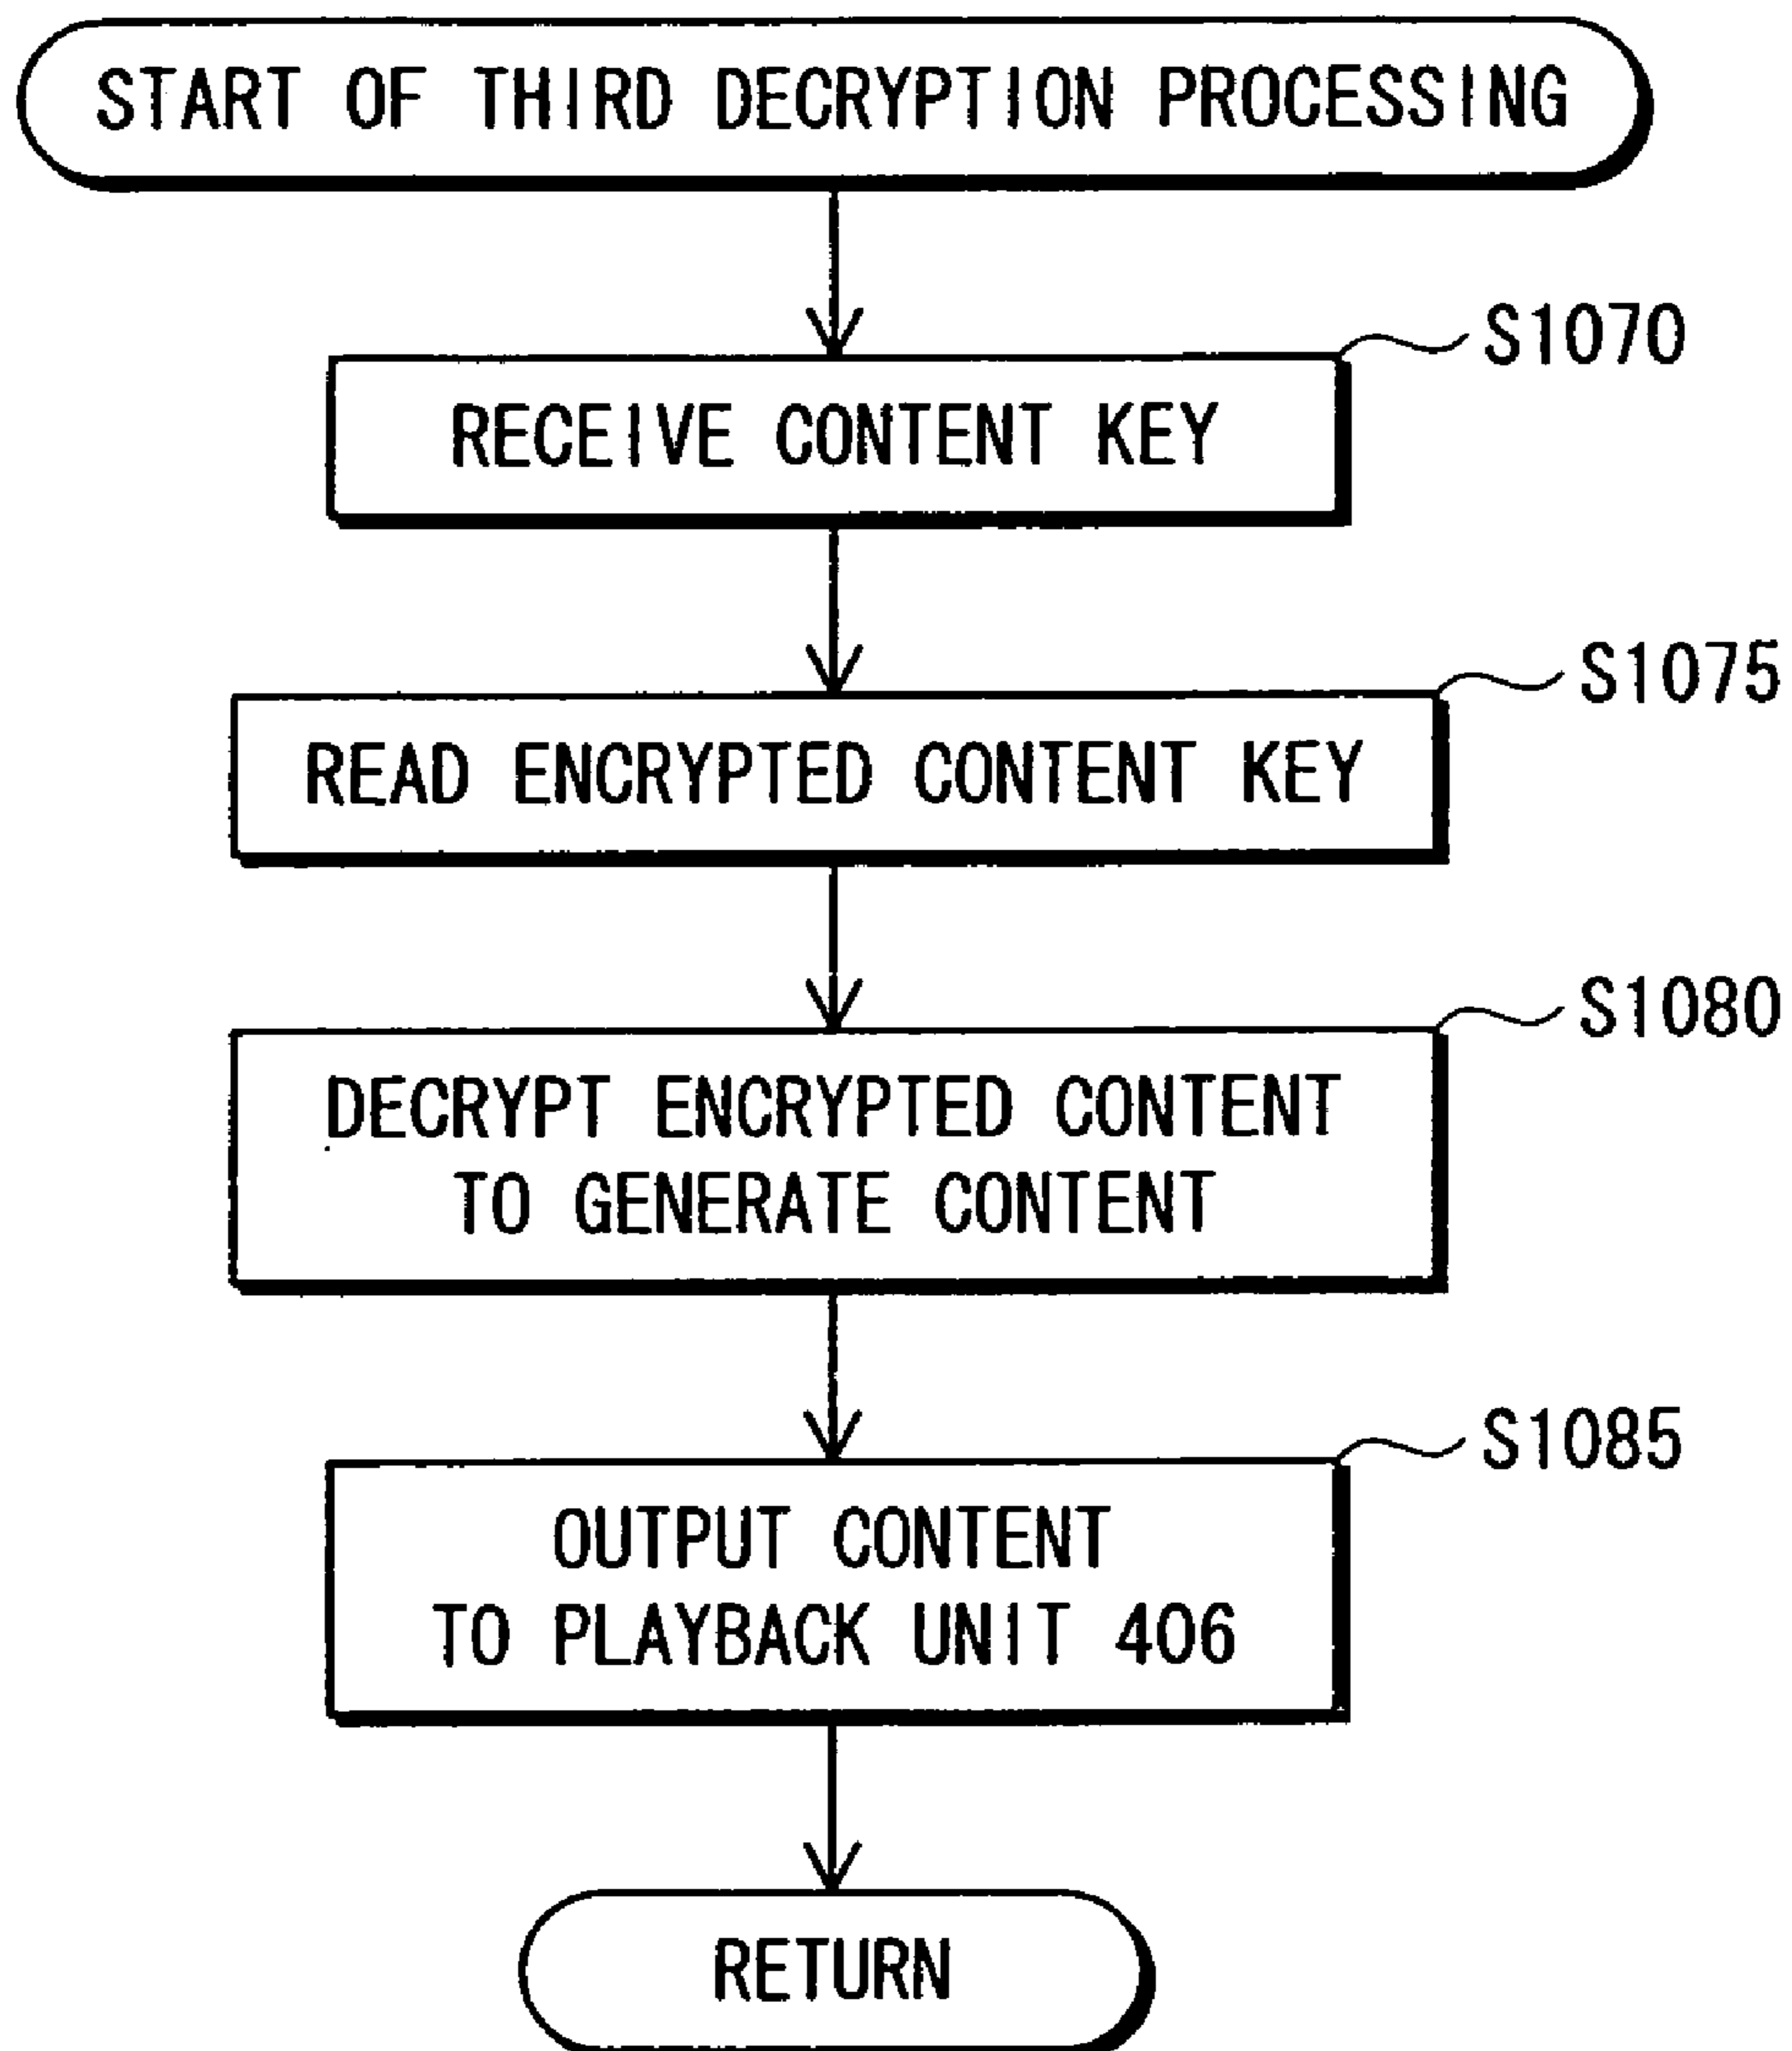 START OF THIRD DECRYPTION PROCESSING
S1070
RECEIVE CONTENT KEY
S1075
READ ENCRYPTED CONTENT KEY
S1080
DECRYPT ENCRYPTED CONTENT
TO GENERATE CONTENT
S1085
OUTPUT CONTENT
TO PLAYBACK UNIT 406
RETURN